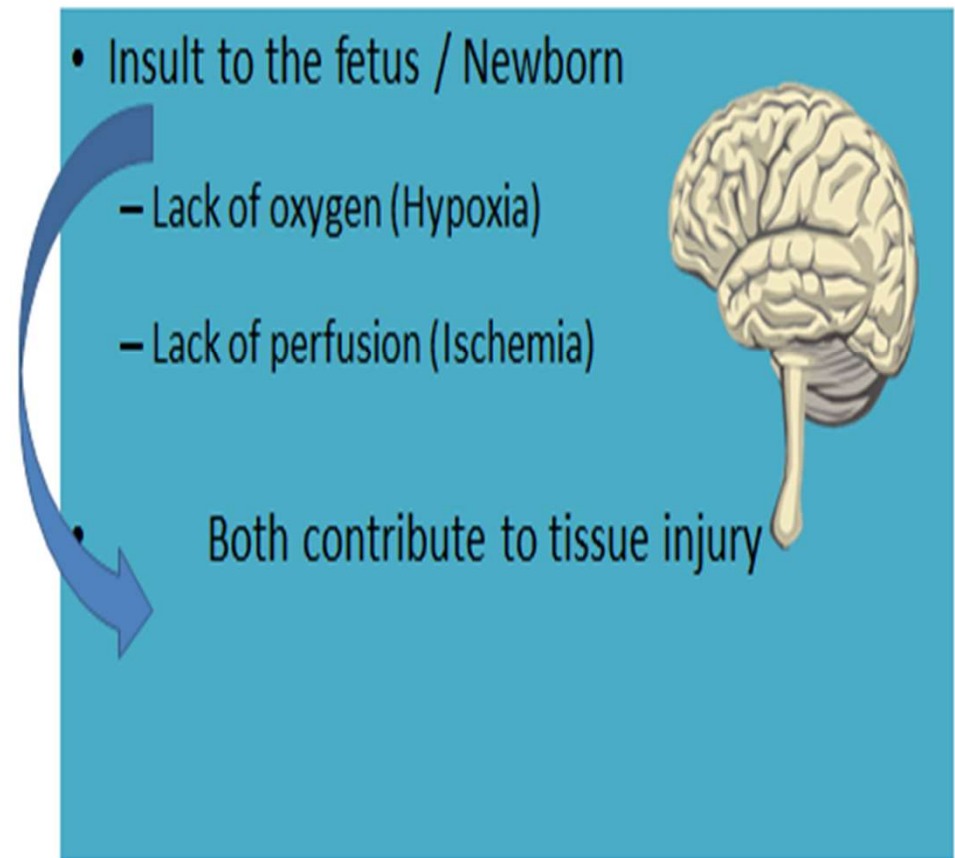 • Insult to the fetus / Newborn
– Lack of oxygen (Hypoxia)
– Lack of perfusion (Ischemia)
• Both contribute to tissue injury